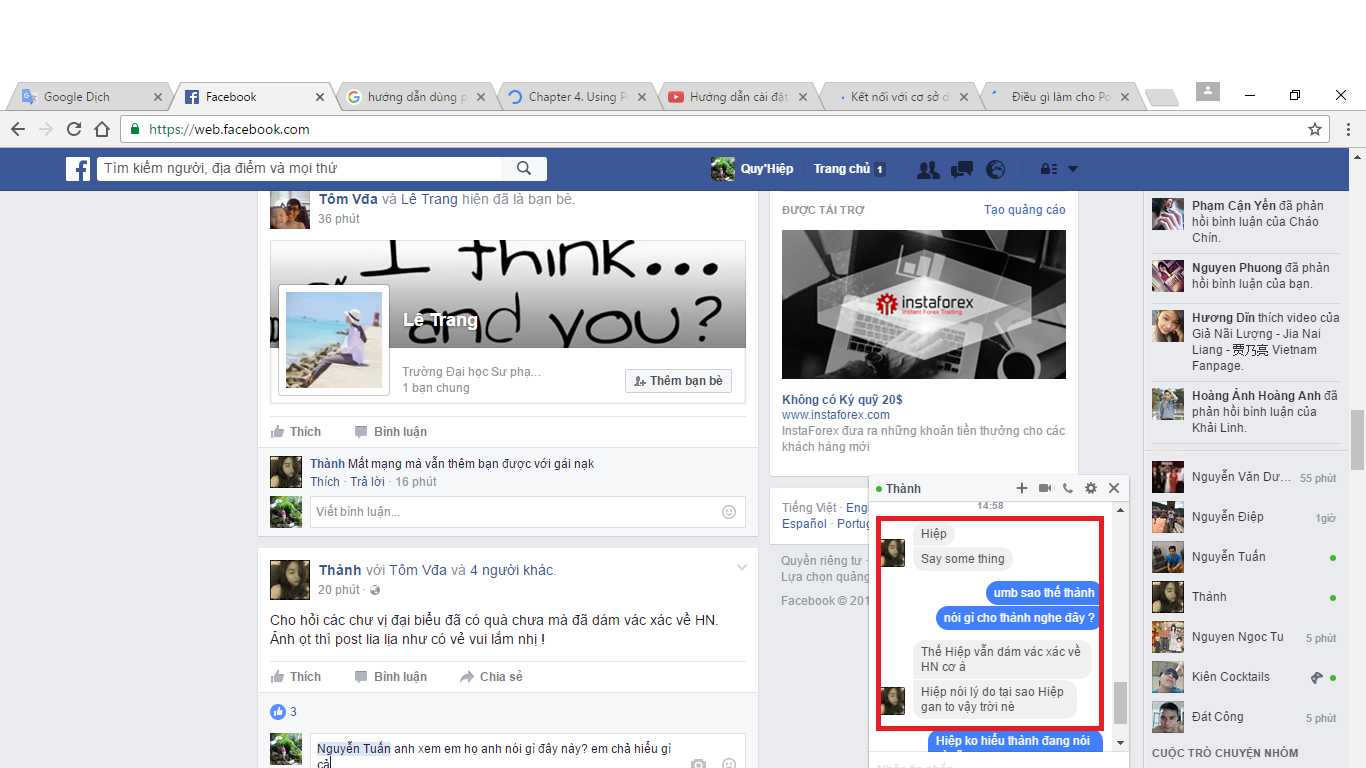 Google Dịch
Facebook
hướng dẫn dùng p
Chapter 4. Using P
Hướng dẫn cài đặt
Kết nối với cơ sở d
Điều gì làm cho Po
https://web.facebook.com
Tìm kiếm người, địa điểm và mọi thứ
Quy*Hiệp
Trang chủ 1
Tôm Vđa và Lê Trang hiện đã là bạn bè.
36 phút
I think...
and you?
Lê Trang
Trường Đại học Sư phạ...
1 bạn chung
Thêm bạn bè
Thích Bình luận
Thành Mất mạng mà vẫn thêm bạn được với gái nạk
Thích · Trả lời · 16 phút
Viết bình luận...
Thành với Tôm Vđa và 4 người khác.
20 phút ·
Cho hỏi các chư vị đại biểu đã có quà chưa mà đã dám vác xác về HN.
Ảnh ọt thì post lia lịa như có vẻ vui lắm nhị !
Thích Bình luận Chia sẻ
3
Nguyễn Tuấn anh xem em họ anh nói gì đây này? em chả hiểu gì
cả
ĐƯỢC TÀI TRỢ
Tạo quảng cáo
instaforex
Instant Forex Trading
Không có Ký quỹ 20$
www.instaforex.com
InstaForex đưa ra những khoản tiền thưởng cho các
khách hàng mới
Tiếng Việt · Eng
Español · Portug
Quyền riêng tư ·
Lựa chọn quảng
Facebook © 201
Thành
14:58
Hiệp
Say some thing
umb sao thế thành
nói gì cho thành nghe đây ?
Thế Hiệp vẫn dám vác xác về
HN cơ à
Hiệp nói lý do tại sao Hiệp
gan to vậy trời nè
Hiệp ko hiểu thành đang nói
Phạm Cận Yến đã phản
hồi bình luận của Cháo
Chín.
Nguyen Phuong đã phản
hồi bình luận của bạn.
Hương Dĩn thích video của
Giả Nãi Lượng - Jia Nai
Liang - 贾乃亮 Vietnam
Fanpage.
Hoàng Ánh Hoàng Anh đã
phản hồi bình luận của
Khải Linh.
Nguyễn Văn Dư... 55 phút
Nguyễn Điệp 1giờ
Nguyễn Tuấn
Thành
Nguyen Ngoc Tu 5 phút
Kiên Cocktails
Đát Công 5 phút
CUỘC TRÒ CHUYỆN NHÓM